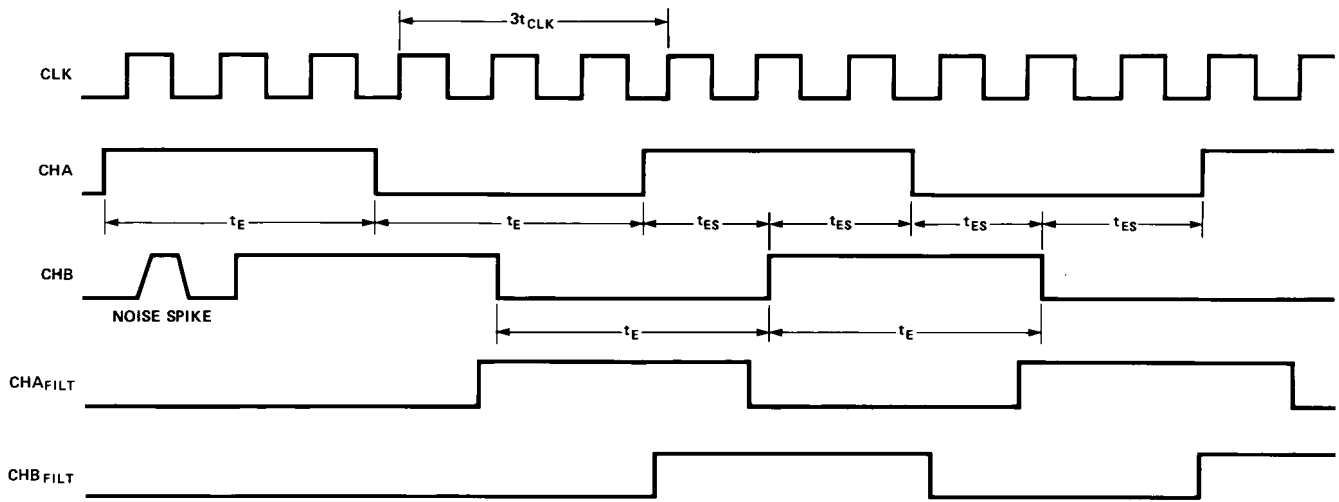 3tCLK
CLK
CHA
tE tE tES tES tES tES
CHB
NOISE SPIKE
tE tE
CHAFILT
CHBFILT